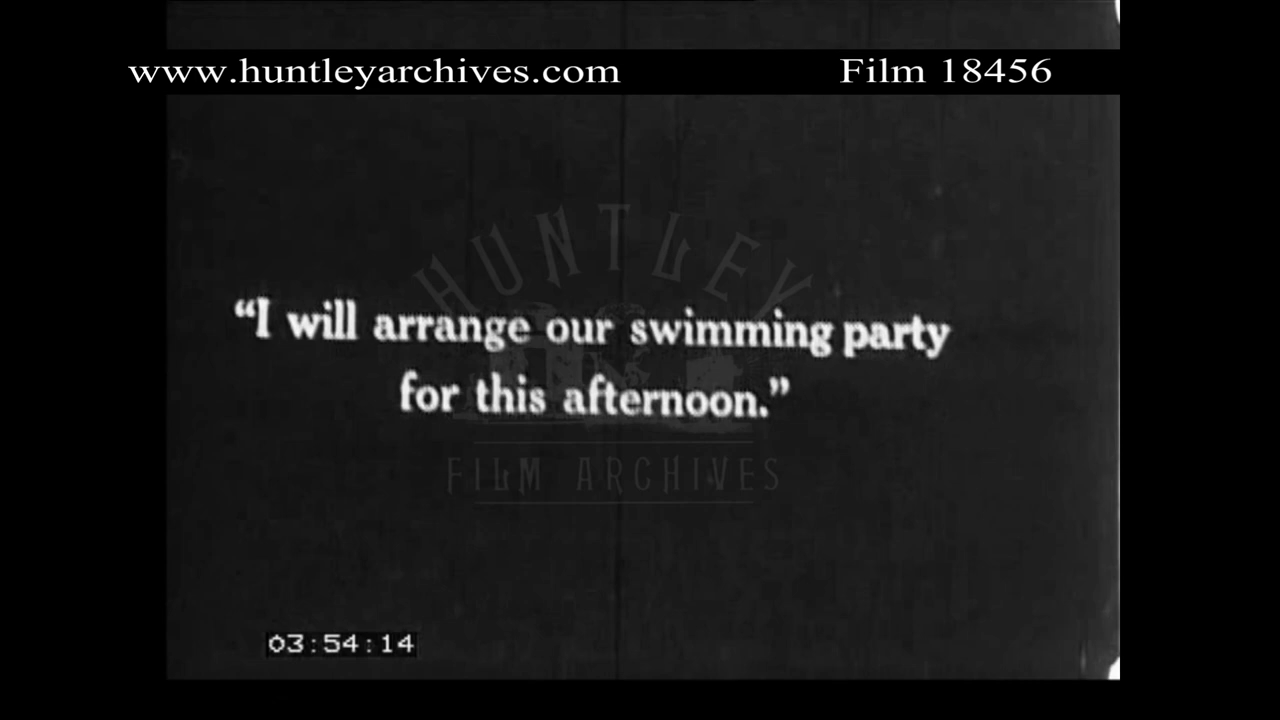 www.huntleyarchives.com Film 18456
HUNTLEY
“I will arrange our swimming party
for this afternoon.”
FILM ARCHIVES
03:54:14